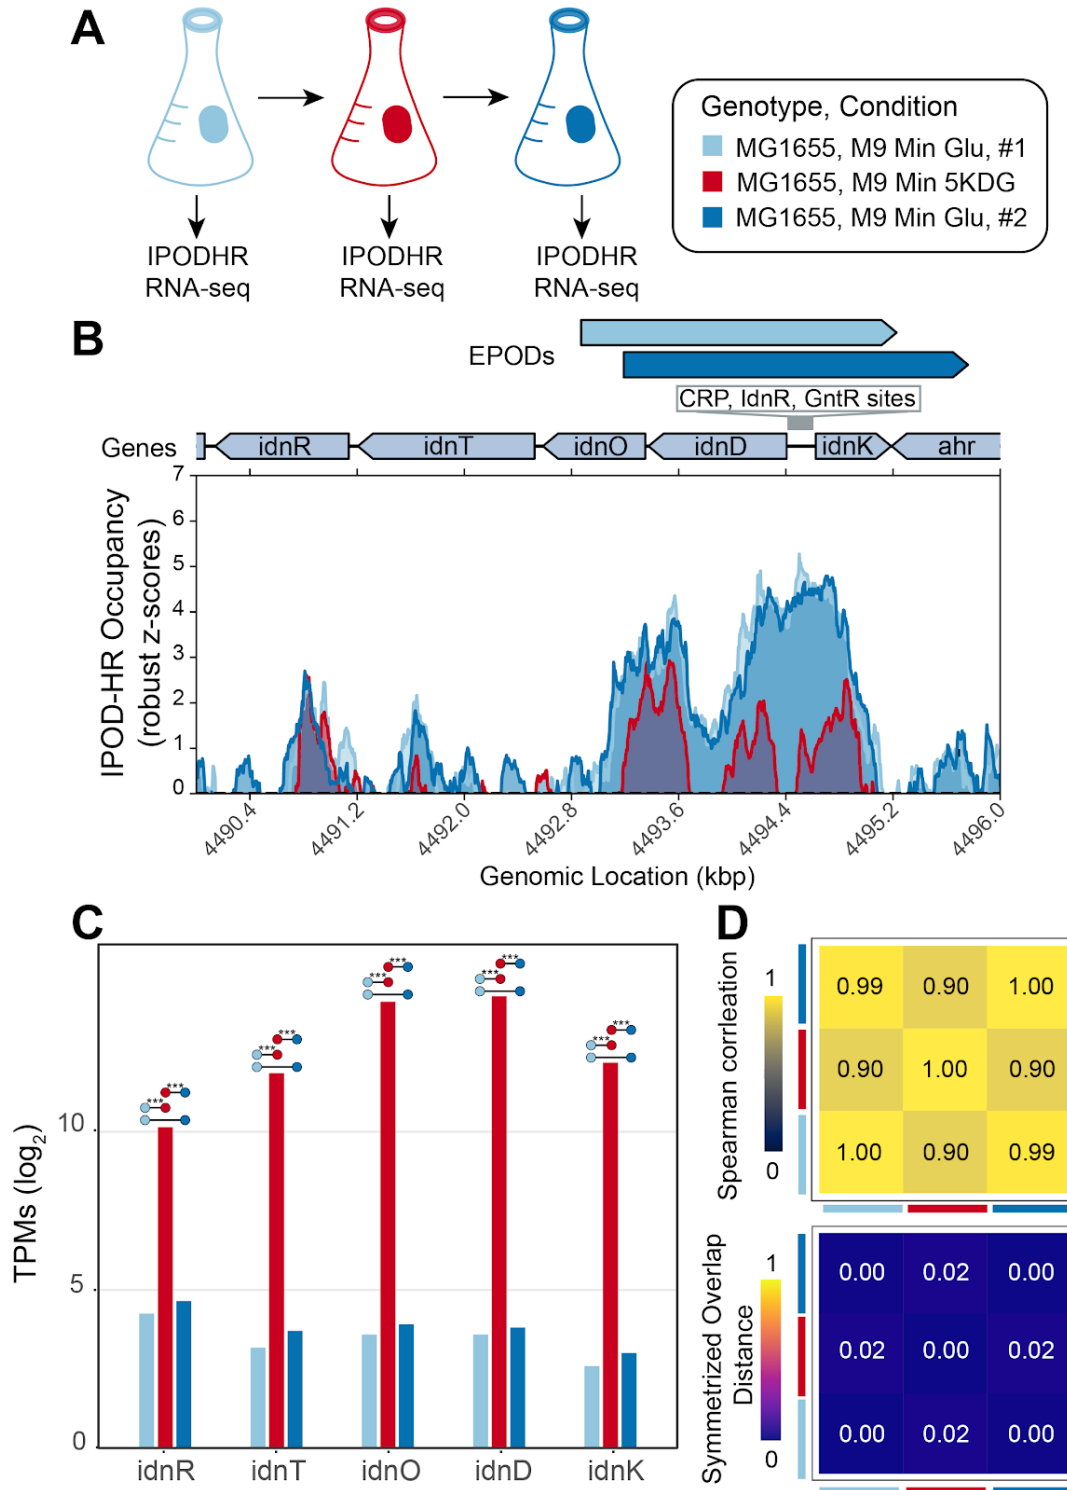 A
Genotype, Condition
MG1655, M9 Min Glu, #1
MG1655, M9 Min 5KDG
MG1655, M9 Min Glu, #2
IPODHR IPODHR IPODHR
RNA-seq RNA-seq RNA-seq
B
EPODs
CRP, IdnR, GntR sites
Genes idnR idnT idnO idnD idnK ahr
IPOD-HR Occupancy
(robust z-scores)
7
6
5
4
3
2
1
0
4490.4 4491.2 4492.0 4492.8 4493.6 4494.4 4495.2 4496.0
Genomic Location (kbp)
C
TPMs (log2)
10
5
0
*** *** *** *** ***
*** *** *** *** ***
idnR idnT idnO idnD idnK
D
Spearman corrleation
1
0
0.99 0.90 1.00
0.90 1.00 0.90
1.00 0.90 0.99
Symmetrized Overlap
Distance
1
0
0.00 0.02 0.00
0.02 0.00 0.02
0.00 0.02 0.00